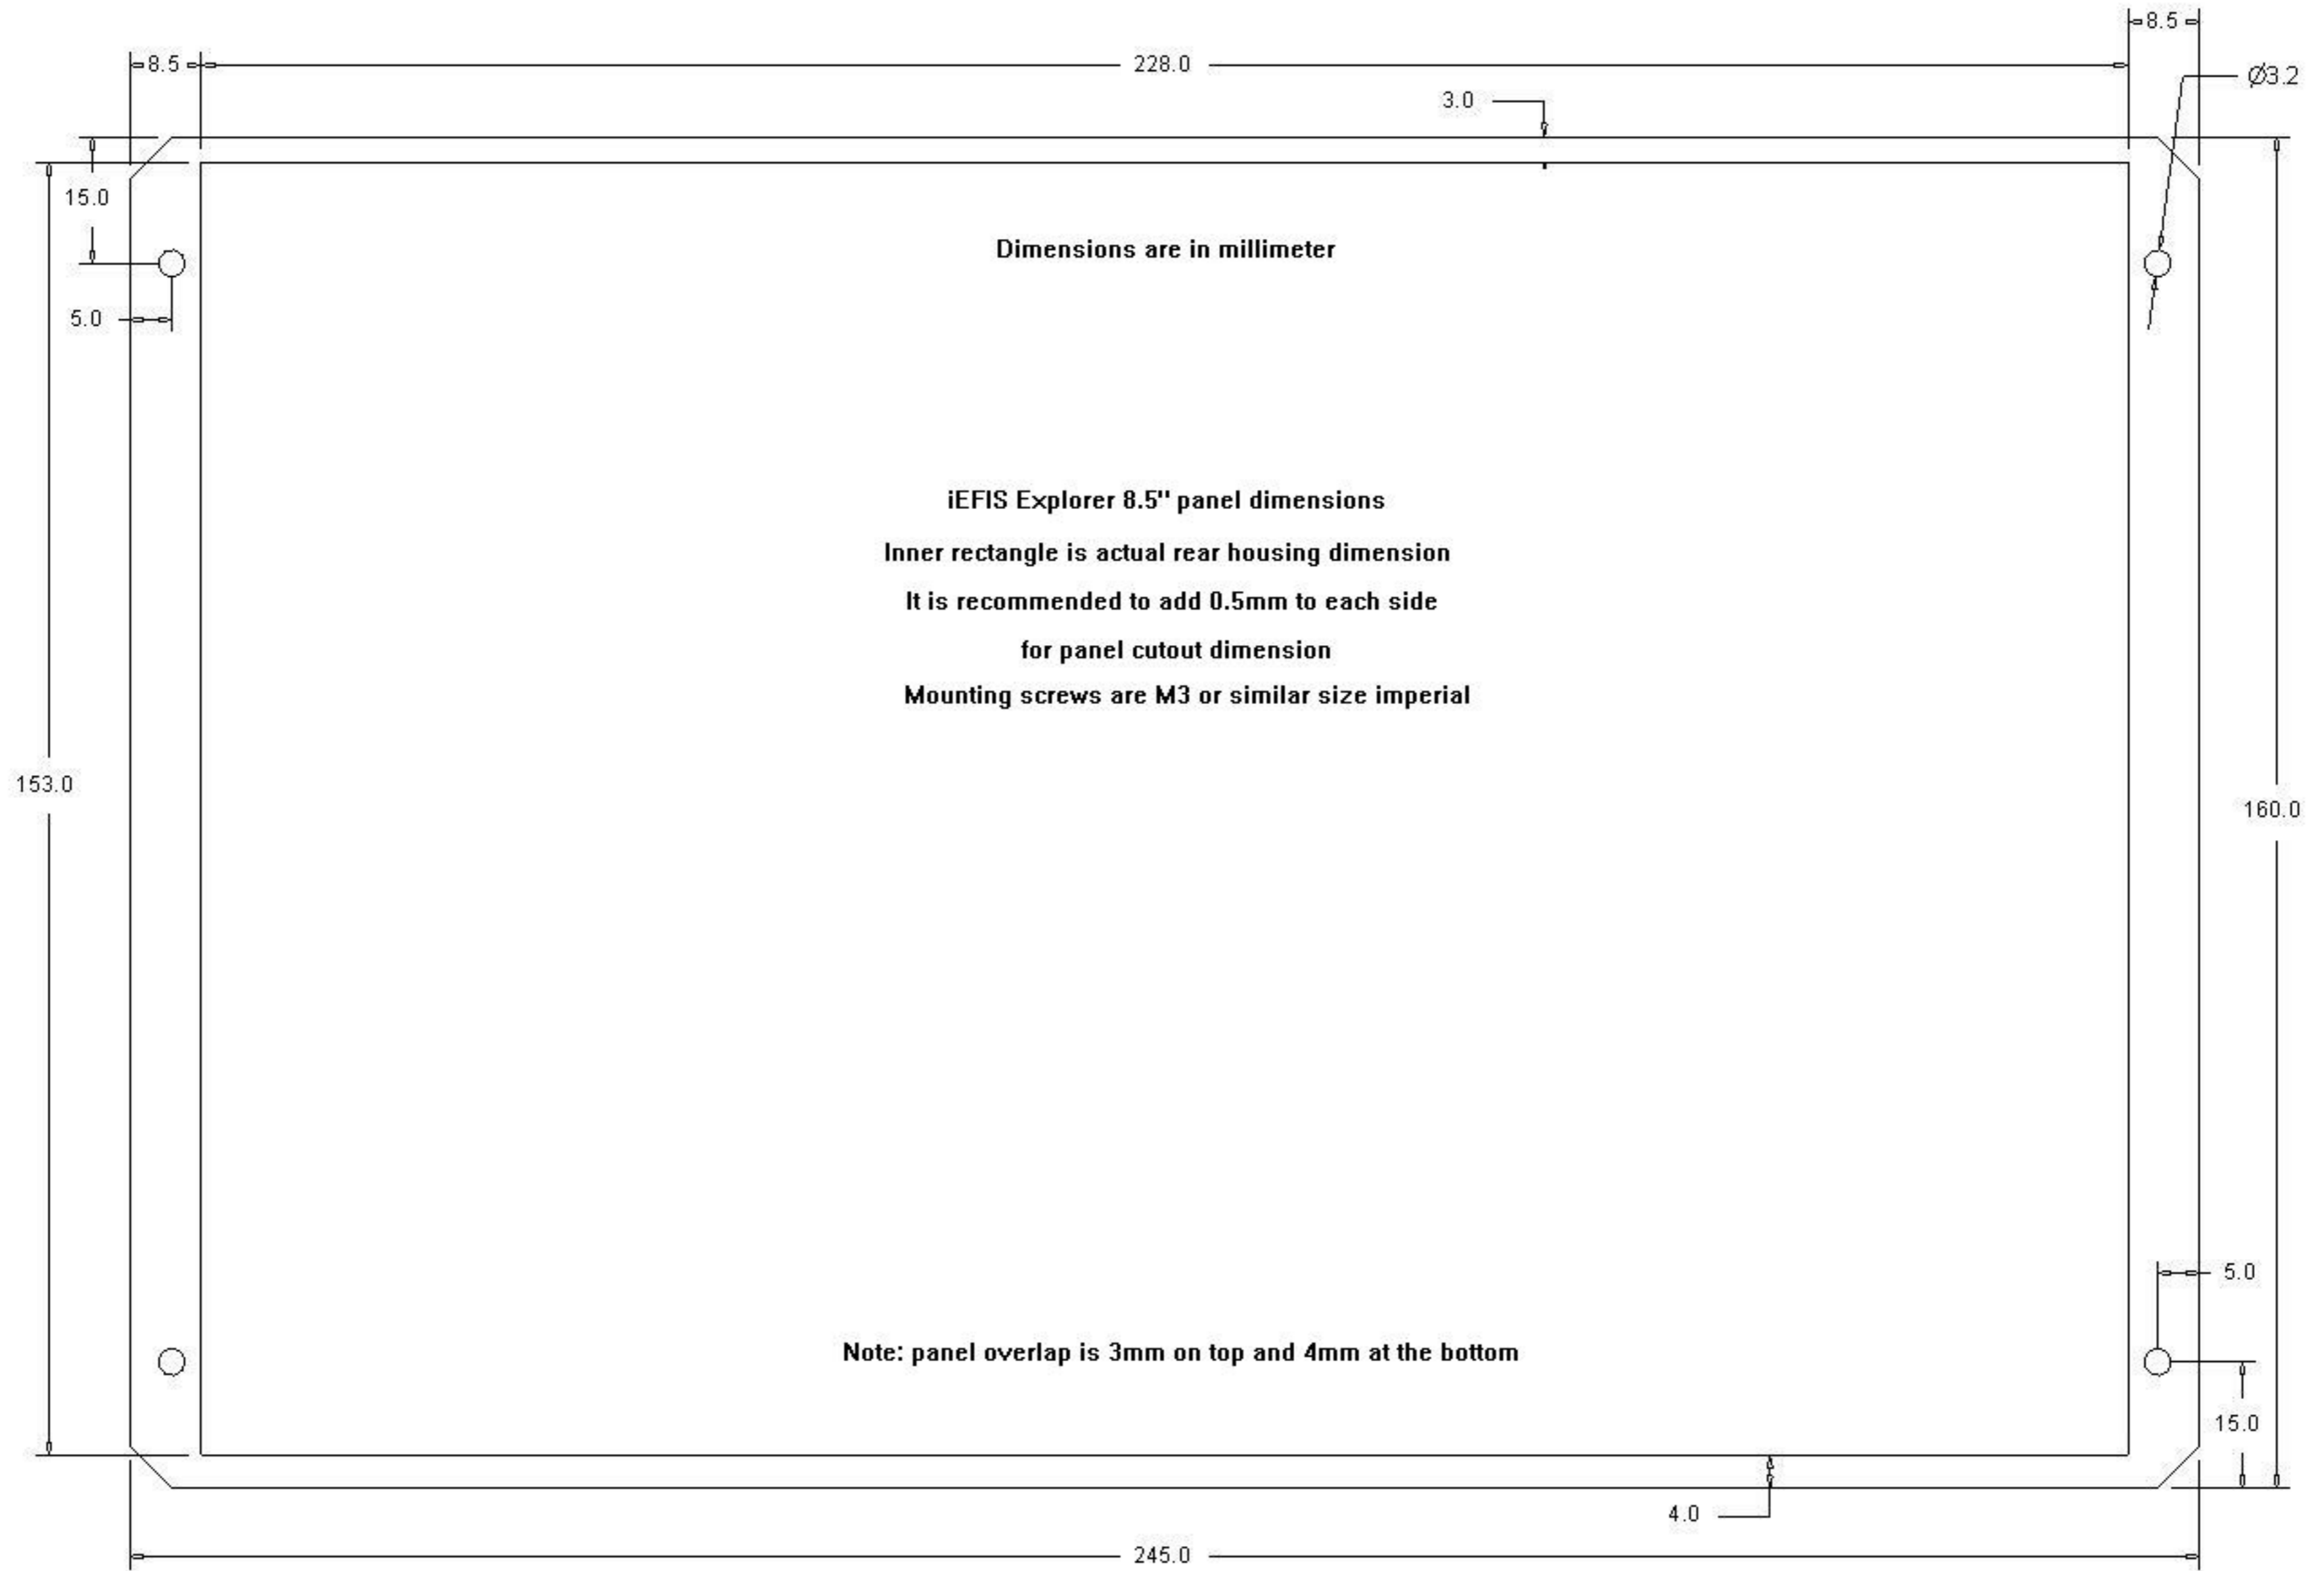 8.5
8.5
228.0
Ø3.2
3.0
15.0
Dimensions are in millimeter
5.0
iEFIS Explorer 8.5" panel dimensions
Inner rectangle is actual rear housing dimension
It is recommended to add 0.5mm to each side
for panel cutout dimension
Mounting screws are M3 or similar size imperial
153.0
160.0
5.0
Note: panel overlap is 3mm on top and 4mm at the bottom
15.0
4.0
245.0